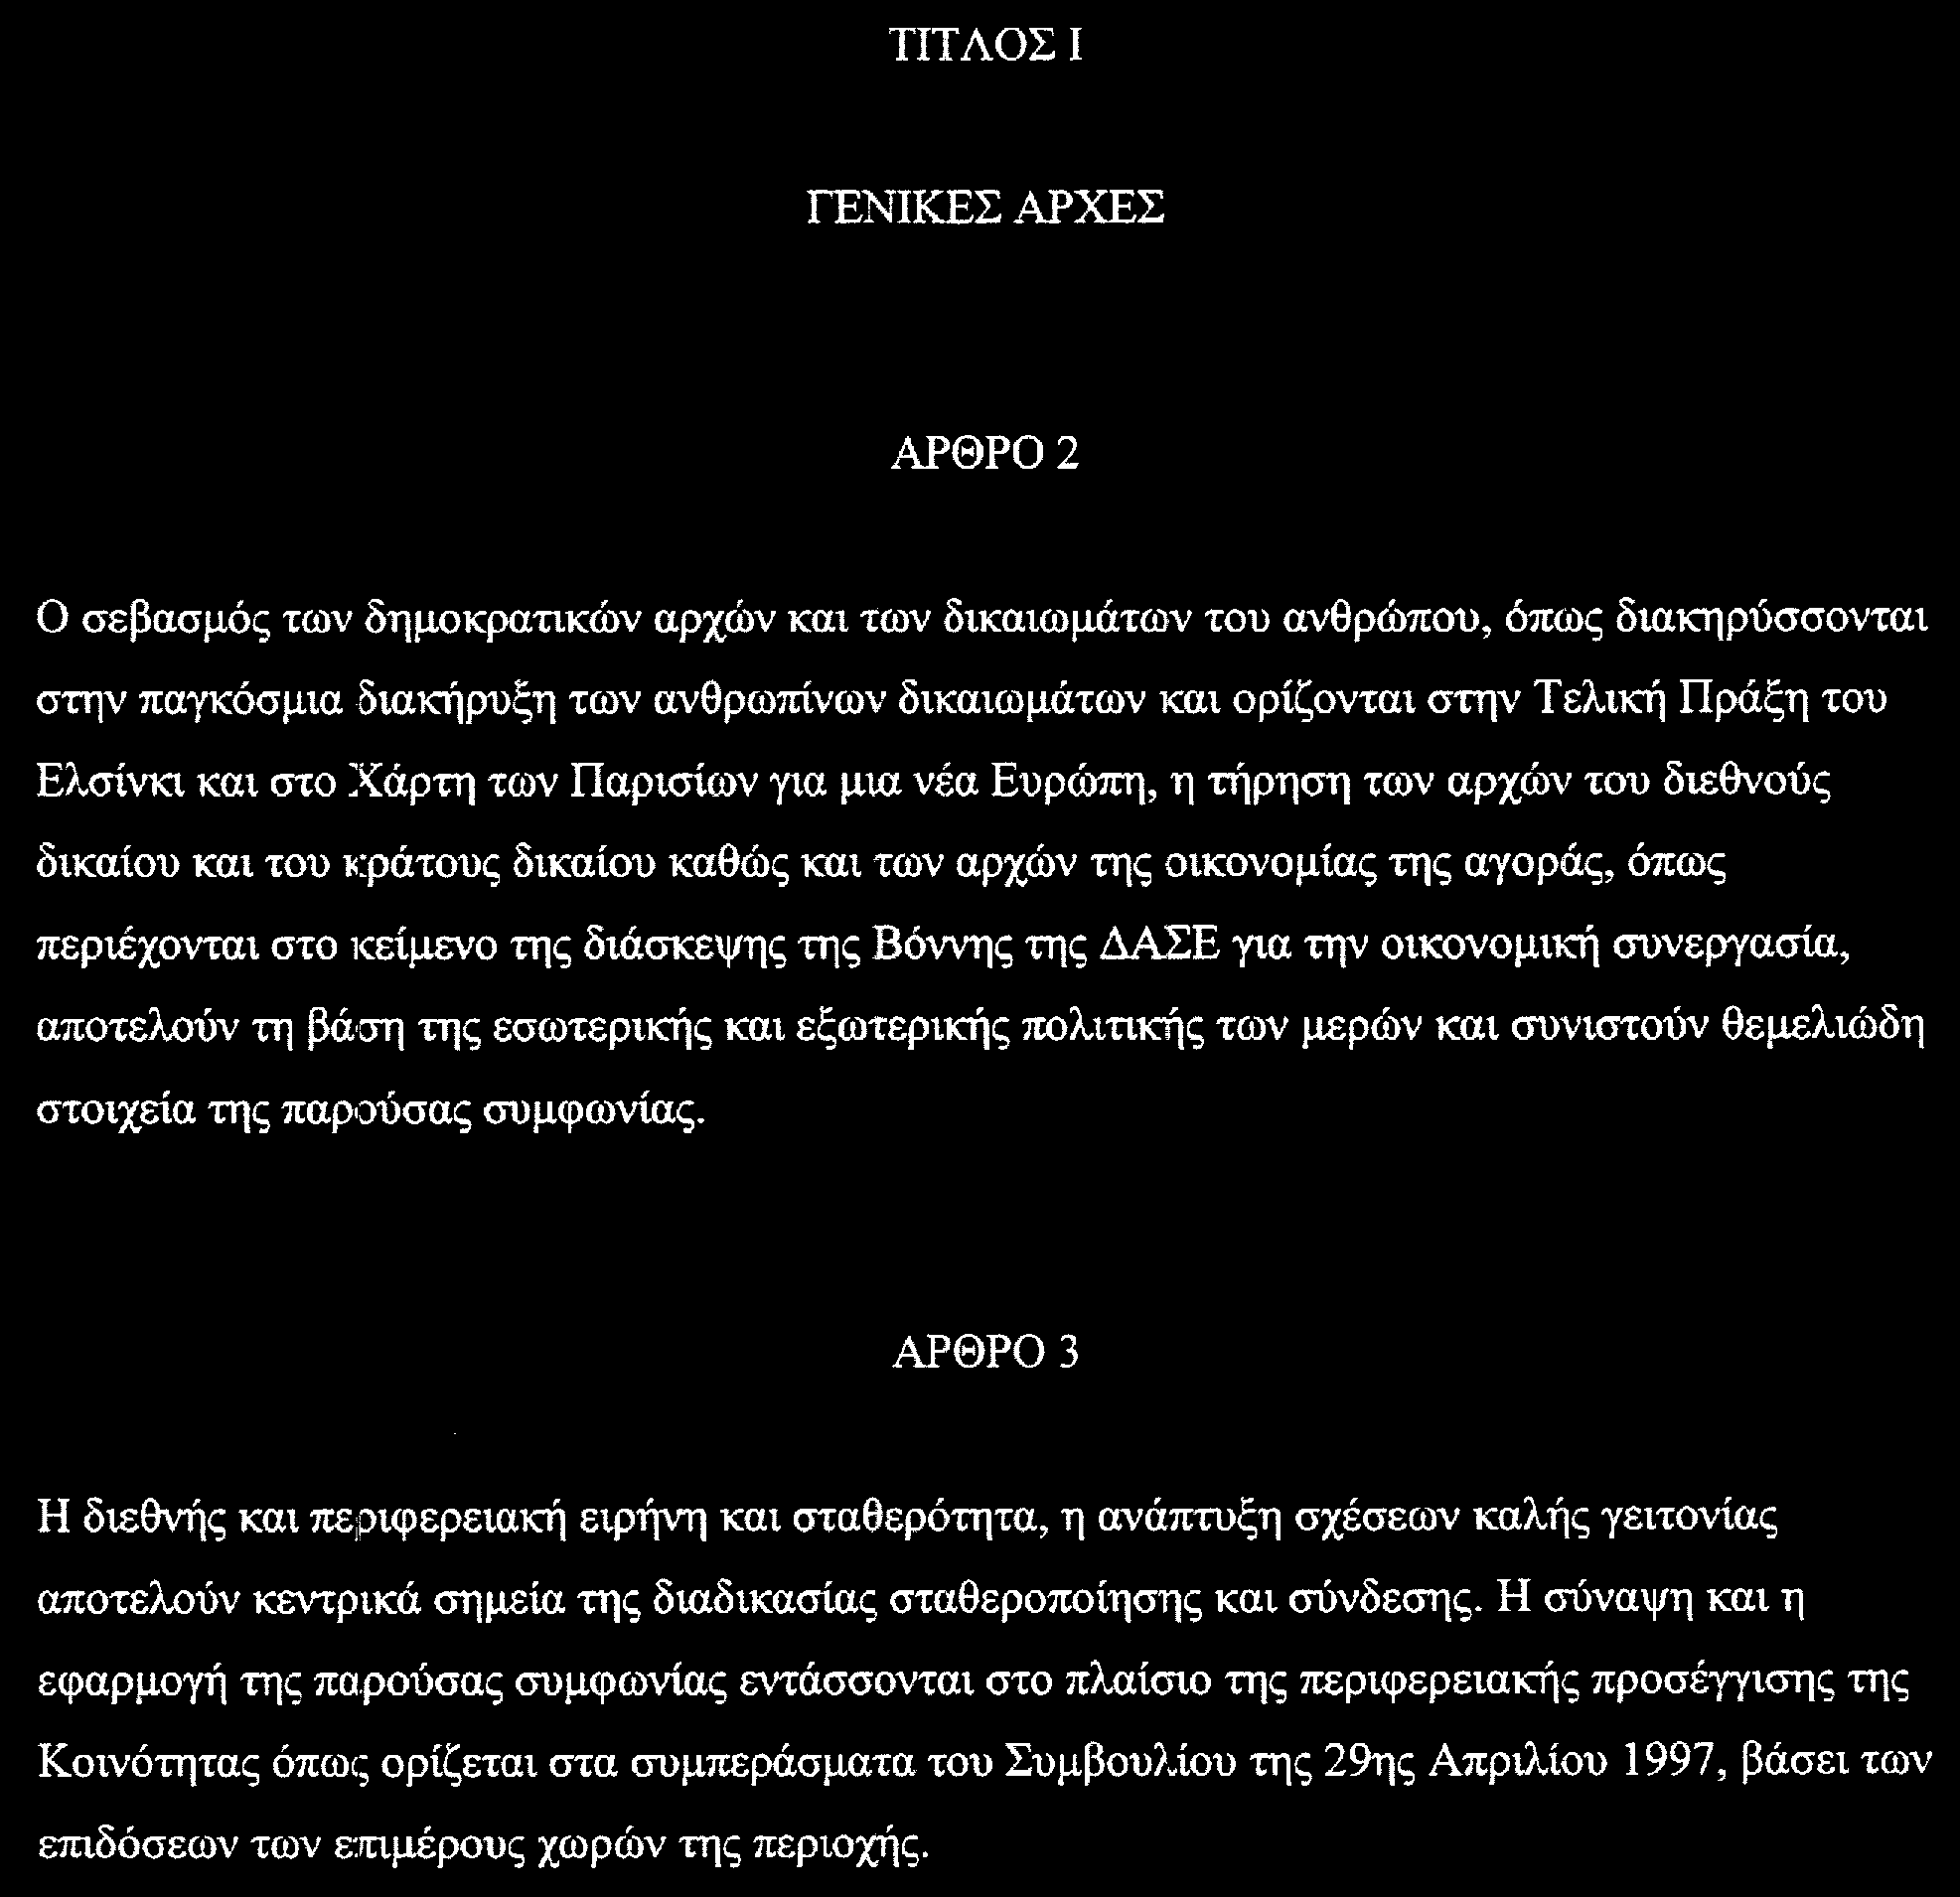 ΤΙΤΛΟΣ Ι
ΓΕΝΙΚΕΣ ΑΡΧΕΣ
ΑΡΘΡΟ 2
Ο σεβασμός των δημοκρατικών αρχών και των δικαιωμάτων του ανθρώπου, όπως διακηρύσσονται
στην παγκόσμια διακήρυξη των ανθρωπίνων δικαιωμάτων και ορίζονται στην Τελική Πράξη του
Ελσίνκι και στο Χάρτη των Παρισίων για μια νέα Ευρώπη, η τήρηση των αρχών του διεθνούς
δικαίου και του κράτους δικαίου καθώς και των αρχών της οικονομίας της αγοράς, όπως
περιέχονται στο κείμενο της διάσκεψης της Βόννης της ΔΑΣΕ για την οικονομική συνεργασία,
αποτελούν τη βάση της εσωτερικής και εξωτερικής πολιτικής των μερών και συνιστούν θεμελιώδη
στοιχεία της παρούσας συμφωνίας.
ΑΡΘΡΟ 3
Η διεθνής και περιφερειακή ειρήνη και σταθερότητα, η ανάπτυξη σχέσεων καλής γειτονίας
αποτελούν κεντρικά σημεία της διαδικασίας σταθεροποίησης και σύνδεσης. Η σύναψη και η
εφαρμογή της παρούσας συμφωνίας εντάσσονται στο πλαίσιο της περιφερειακής προσέγγισης της
Κοινότητας όπως ορίζεται στα συμπεράσματα του Συμβουλίου της 29ης Απριλίου 1997, βάσει των
επιδόσεων των επιμέρους χωρών της περιοχής.